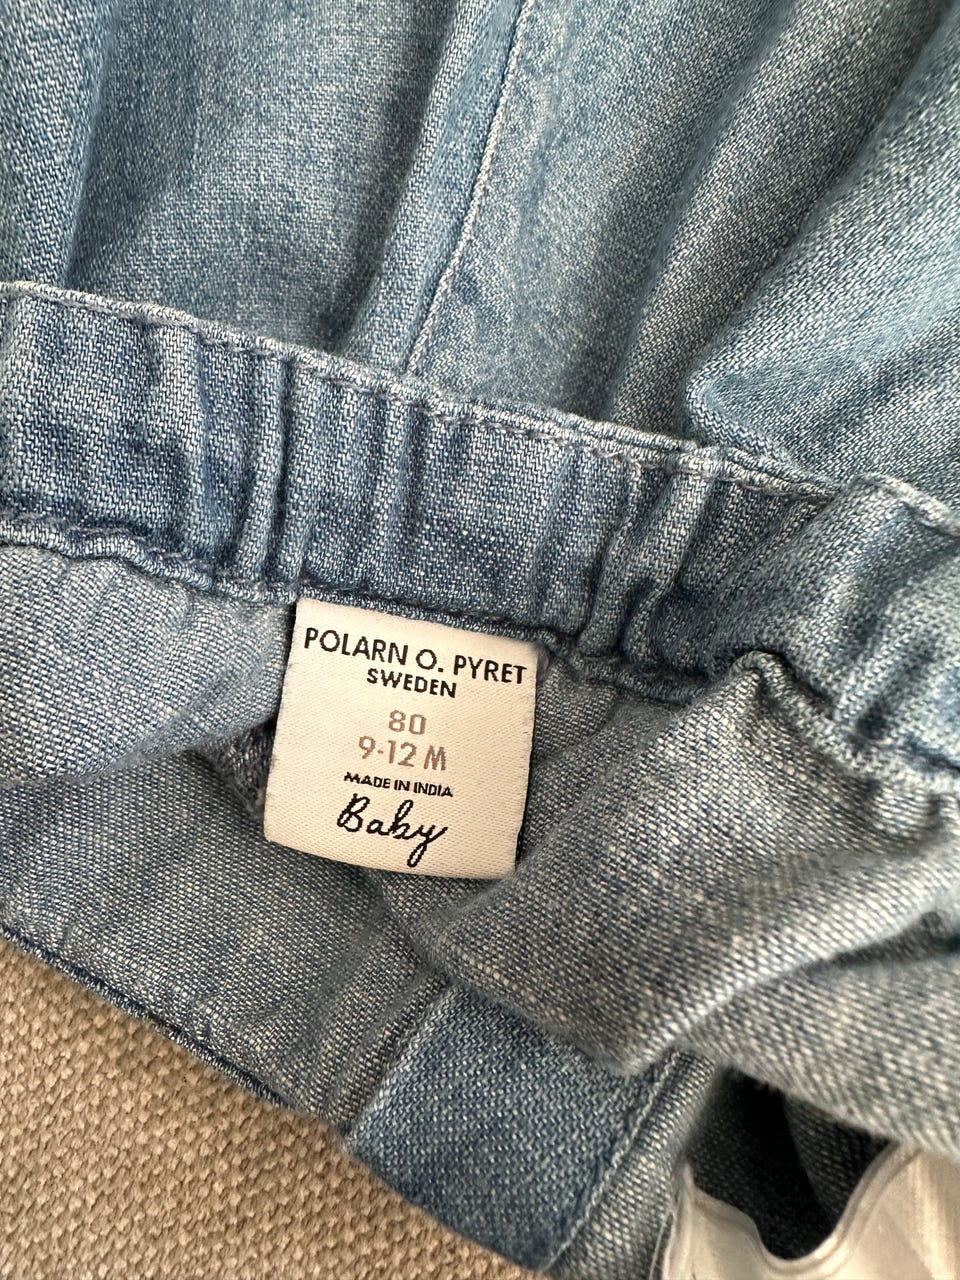 POLARN O. PYRET
SWEDEN
80
9-12 M
MADE IN INDIA
Baby